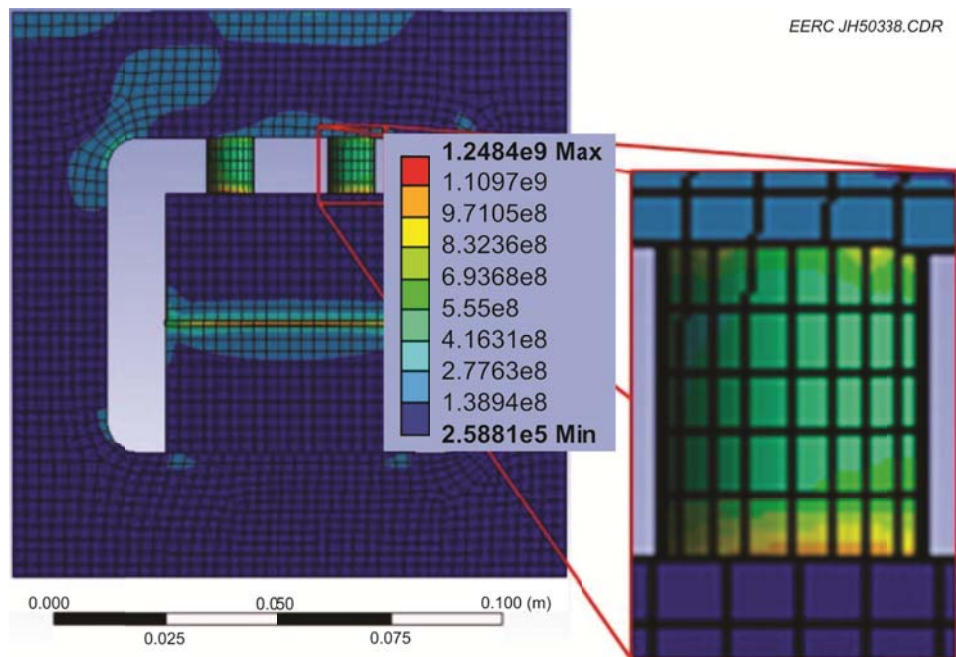 EERC JH50338.CDR
1.2484e9 Max
1.1097e9
9.7105e8
8.3236e8
6.9368e8
5.55e8
4.1631e8
2.7763e8
1.3894e8
2.5881e5 Min
0.000 0.050 0.100 (m)
0.025 0.075